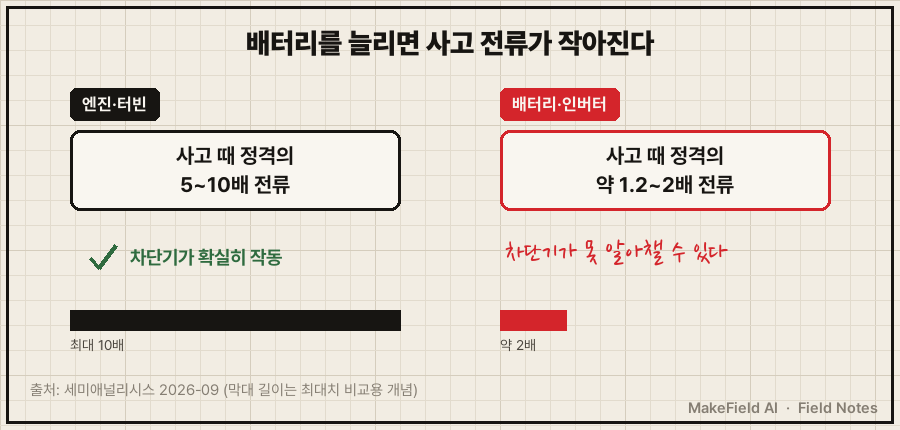 배터리를 늘리면 사고 전류가 작아진다
엔진·터빈
사고 때 정격의
5~10배 전류
차단기가 확실히 작동
최대 10배
배터리·인버터
사고 때 정격의
약 1.2~2배 전류
차단기가 못 알아챌 수 있다
약 2배
출처: 세미애널리시스 2026-09 (막대 길이는 최대치 비교용 개념)
MakeField AI · Field Notes